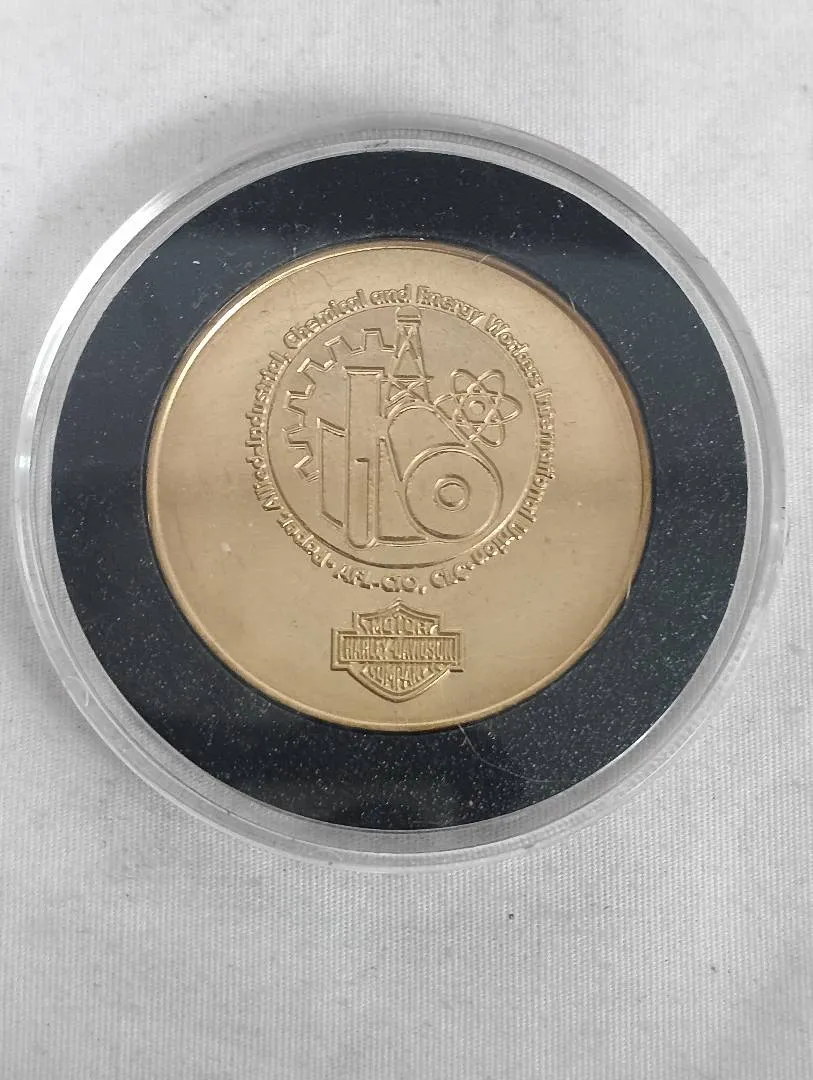 Paper, Allied-Industrial, Chemical and Energy Workers International Union • AFL-CIO, CLC •
MOTOR
HARLEY-DAVIDSON
COMPANY